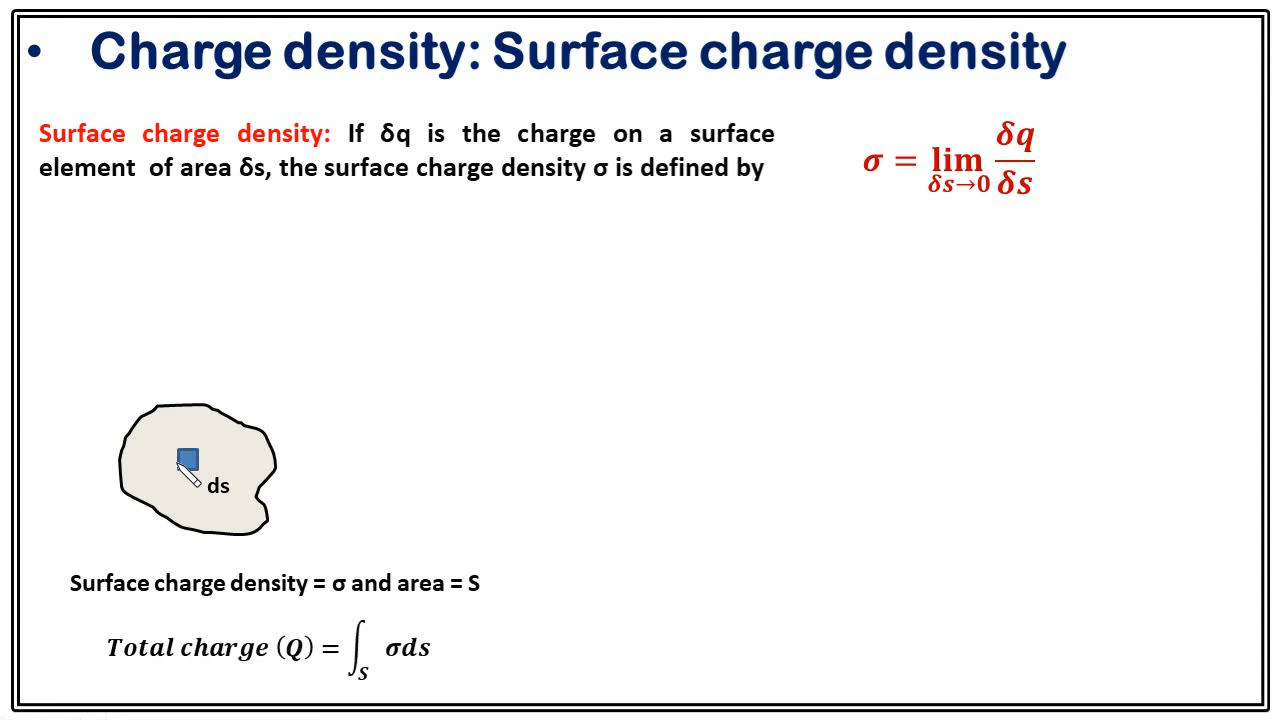 • Charge density: Surface charge density
Surface charge density: If δq is the charge on a surface
element of area δs, the surface charge density σ is defined by
σ = lim δs→0 δq/δs
ds
Surface charge density = σ and area = S
Total charge (Q) = ∫S σds